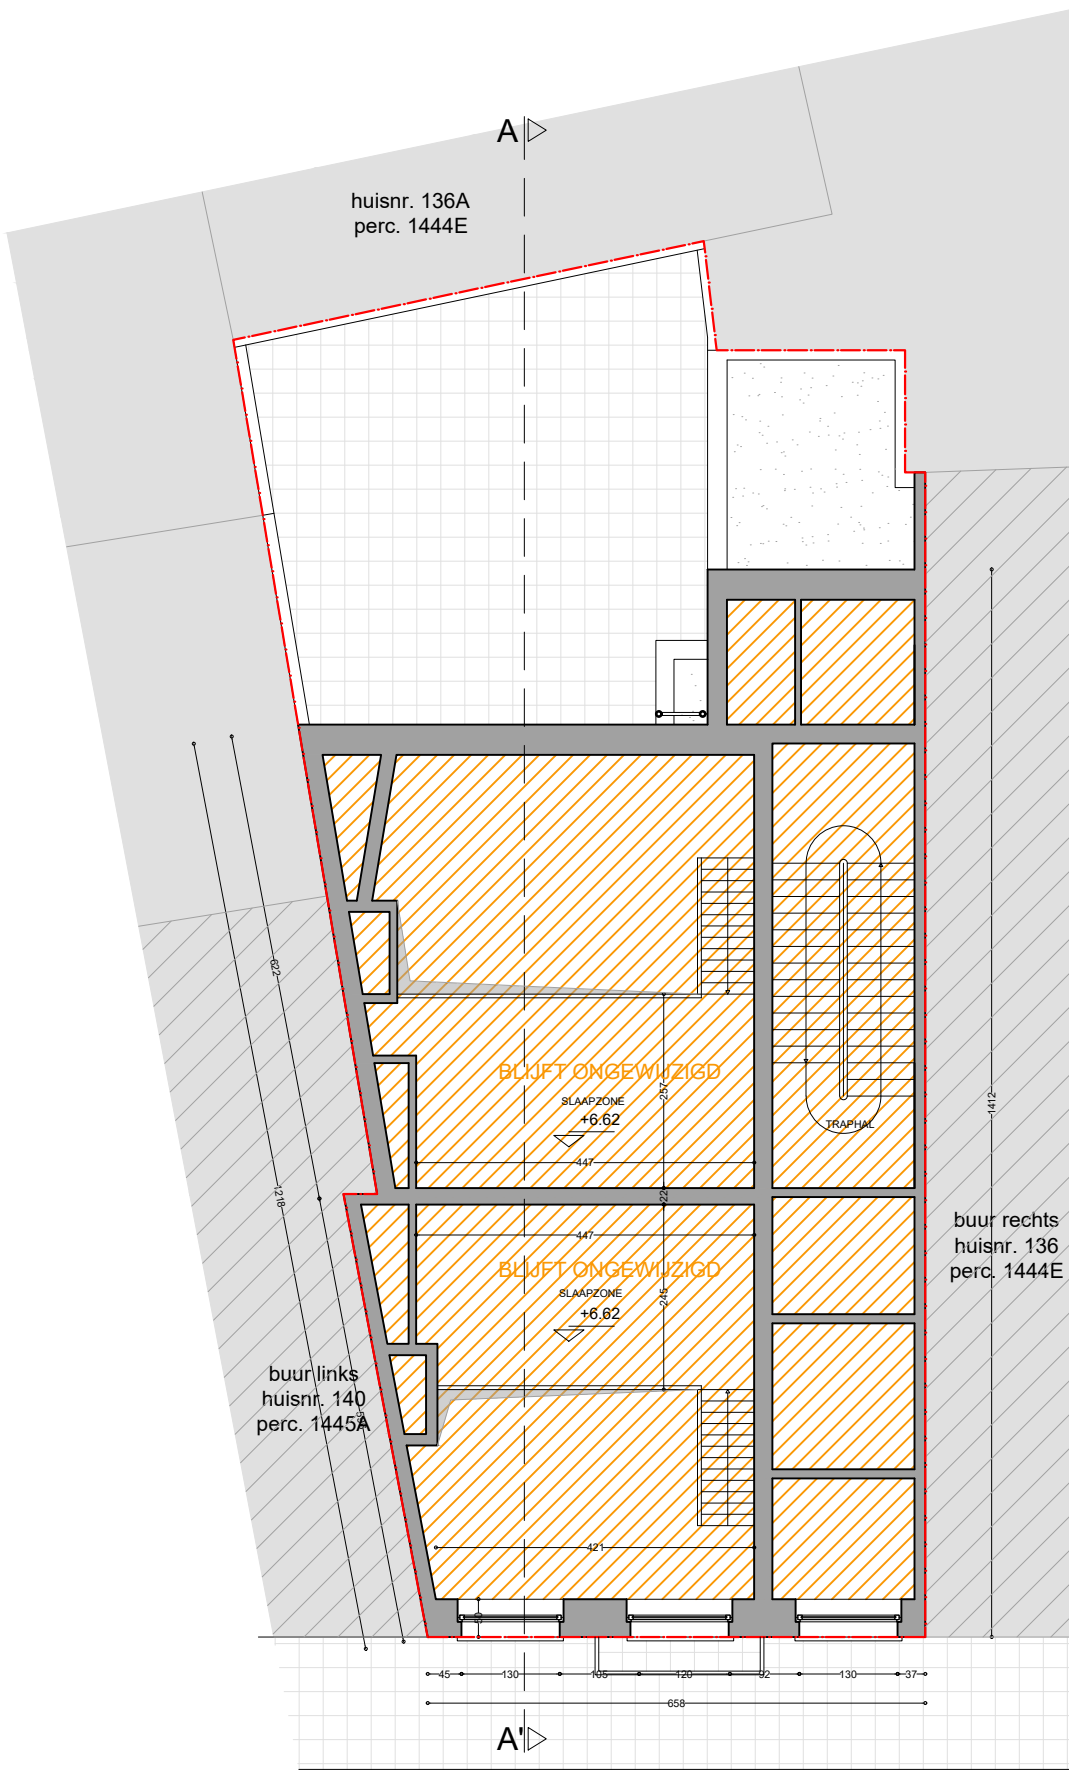 A
huisnr. 136A
perc. 1444E
622
1218
BLIJFT ONGEWIJZIGD
SLAAPZONE
+6.62
257
447
22
TRAPHAL
1412
447
BLIJFT ONGEWIJZIGD
SLAAPZONE
+6.62
245
buur rechts
huisnr. 136
perc. 1444E
buur links
huisnr. 140
perc. 1445A
421
50
45 130 105 120 92 130 37
658
A'